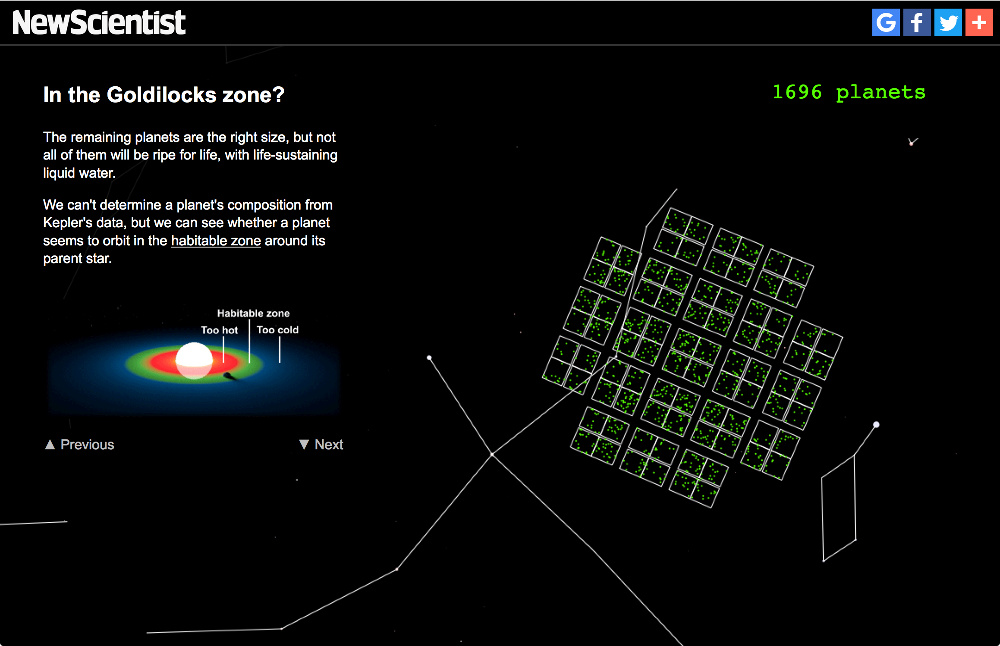 NewScientist
In the Goldilocks zone?
1696 planets
The remaining planets are the right size, but not
all of them will be ripe for life, with life-sustaining
liquid water.
We can't determine a planet's composition from
Kepler's data, but we can see whether a planet
seems to orbit in the habitable zone around its
parent star.
Habitable zone
Too hot
Too cold
▲ Previous
▼ Next